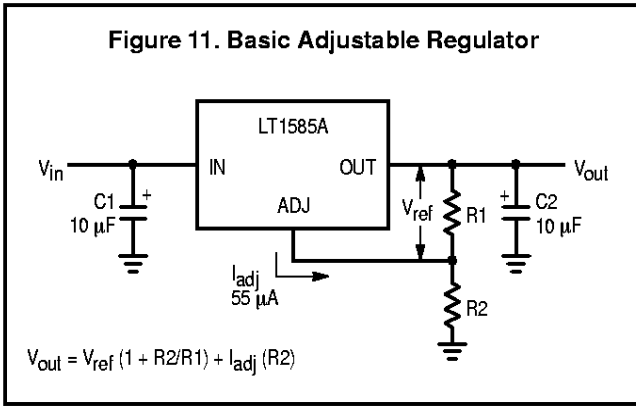 Figure 11. Basic Adjustable Regulator
LT1585A
Vin
IN
OUT
Vout
C1
+
10 µF
ADJ
Vref
R1
+
C2
10 µF
Iadj
55 µA
R2
Vout = Vref (1 + R2/R1) + Iadj (R2)